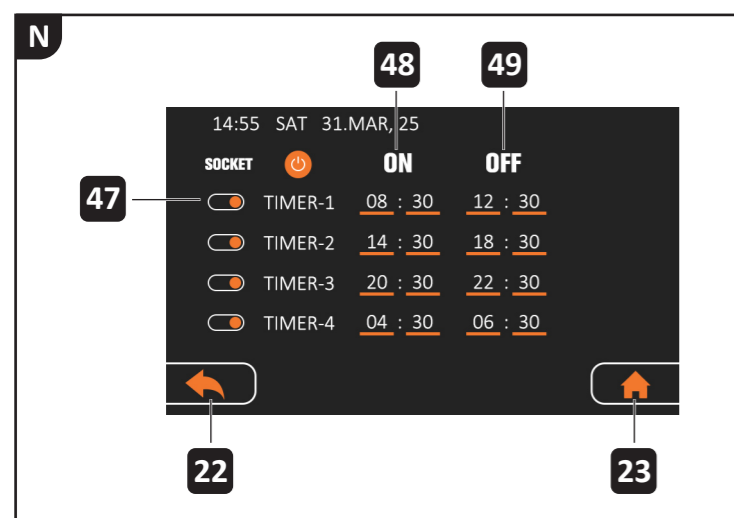 N
48 49
14:55 SAT 31.MAR, 25
SOCKET ON OFF
47 TIMER-1 08 : 30 12 : 30
TIMER-2 14 : 30 18 : 30
TIMER-3 20 : 30 22 : 30
TIMER-4 04 : 30 06 : 30
22 23